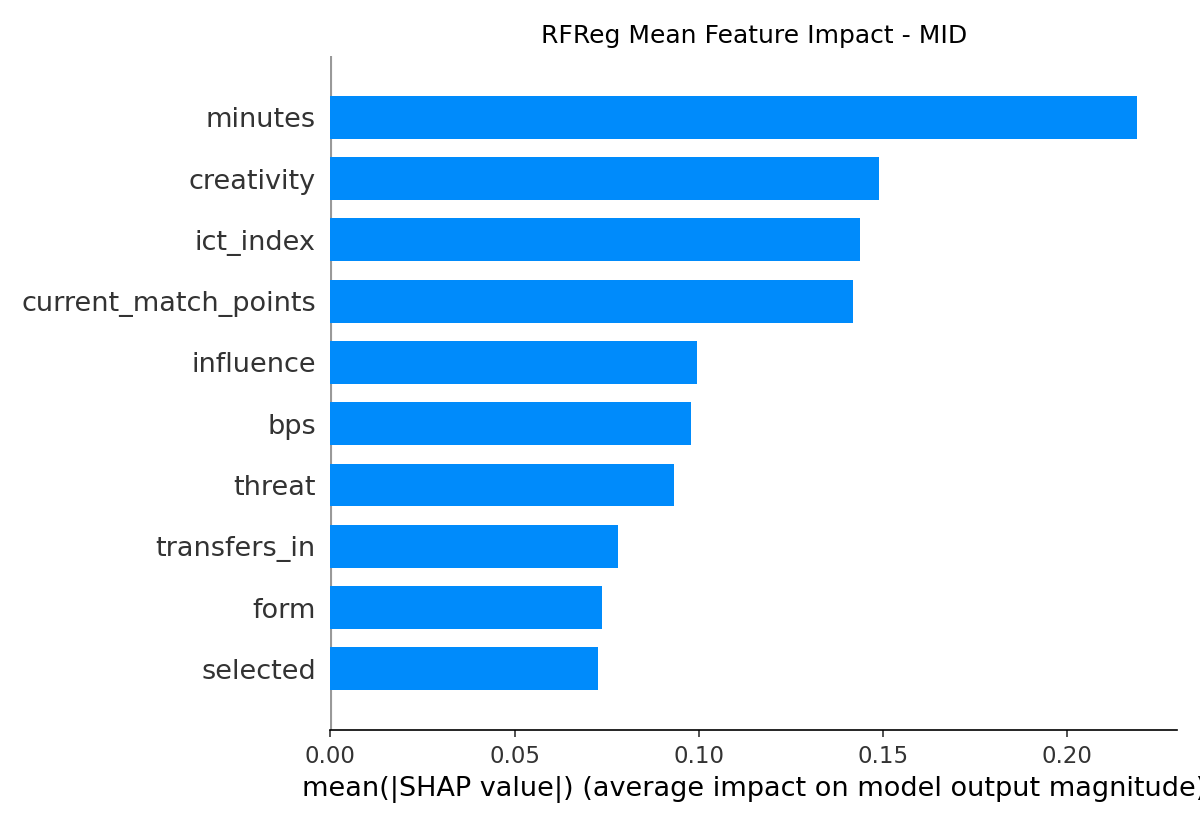 RFReg Mean Feature Impact - MID
minutes
creativity
ict_index
current_match_points
influence
bps
threat
transfers_in
form
selected
0.00 0.05 0.10 0.15 0.20
mean(|SHAP value|) (average impact on model output magnitude)